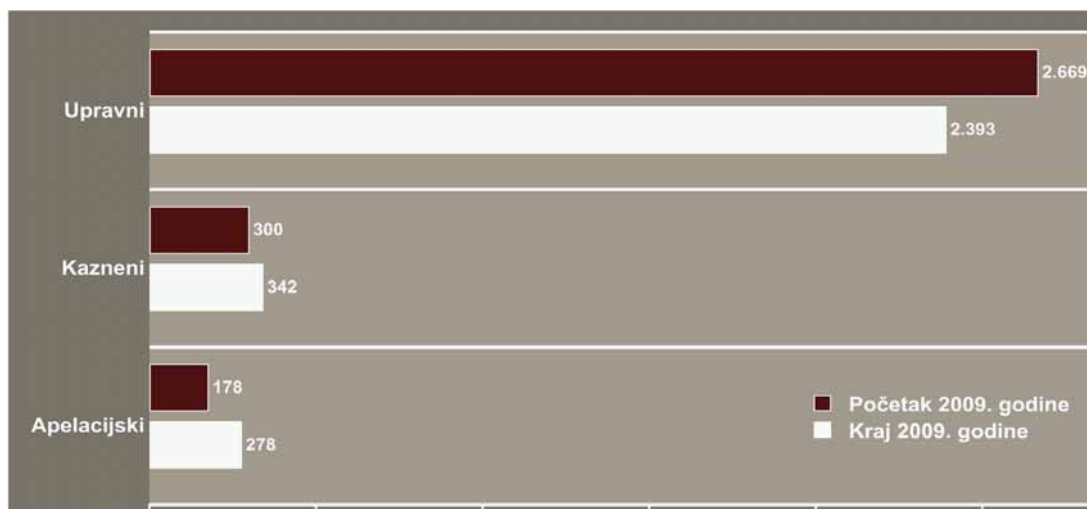 2.669
Upravni
2.393
300
Kazneni
342
178
Apelacijski
278
Početak 2009. godine
Kraj 2009. godine